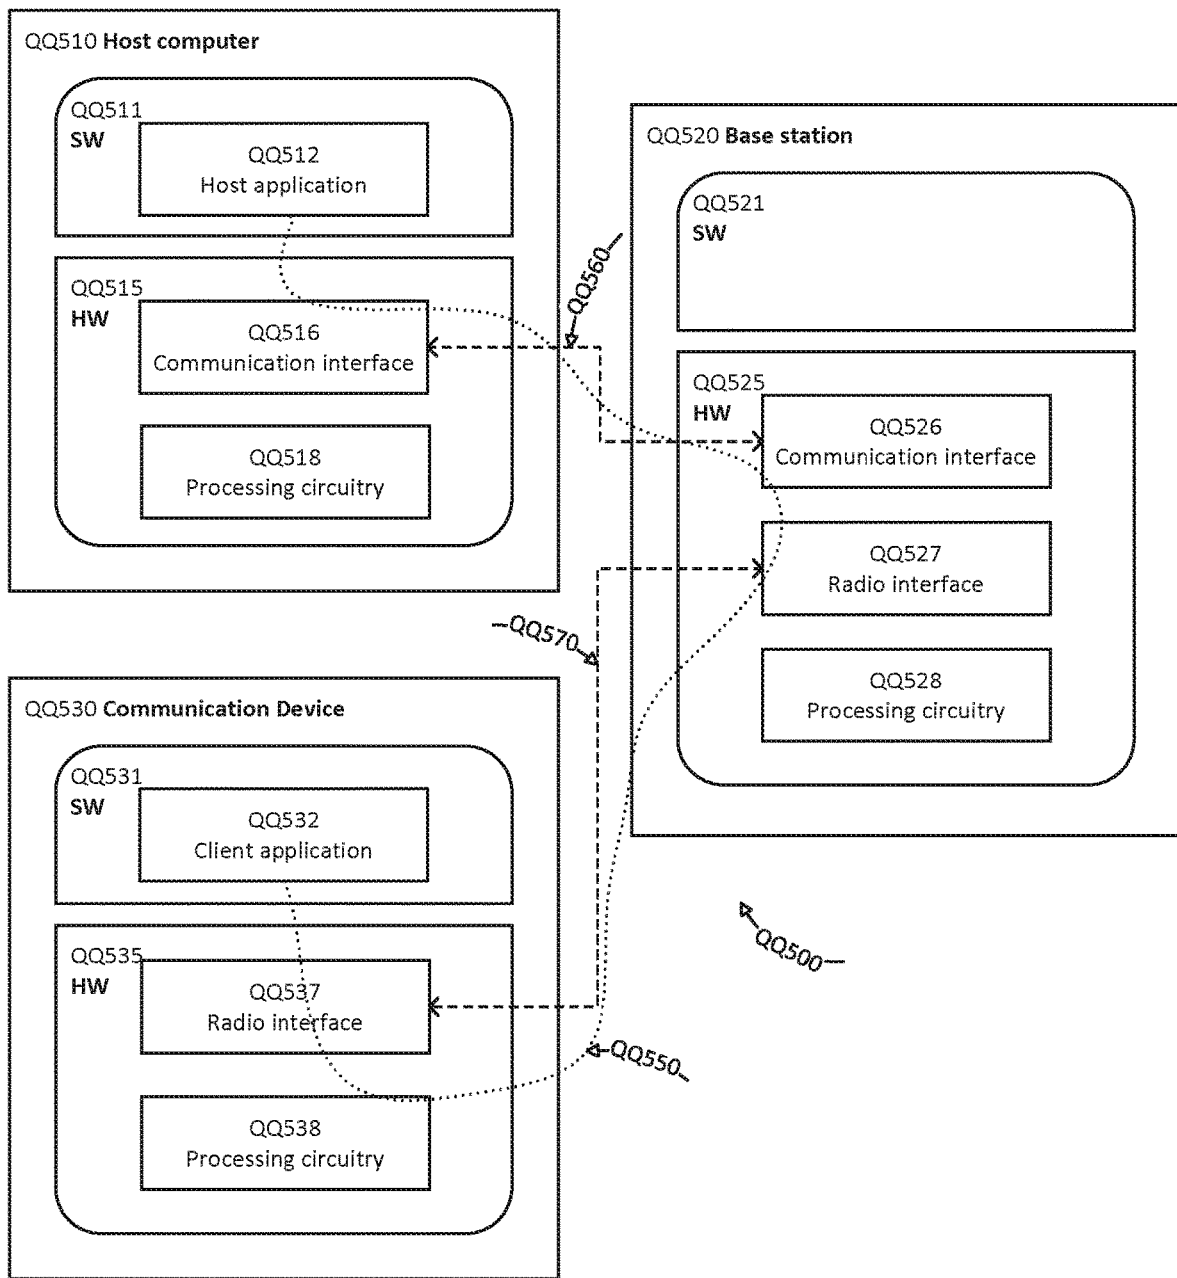 QQ510 Host computer
QQ511
SW
QQ512
Host application
QQ515
HW
QQ516
Communication interface
QQ518
Processing circuitry
QQ560
QQ520 Base station
QQ521
SW
QQ525
HW
QQ526
Communication interface
QQ527
Radio interface
QQ528
Processing circuitry
QQ570
QQ530 Communication Device
QQ531
SW
QQ532
Client application
QQ535
HW
QQ537
Radio interface
QQ538
Processing circuitry
QQ500
QQ550